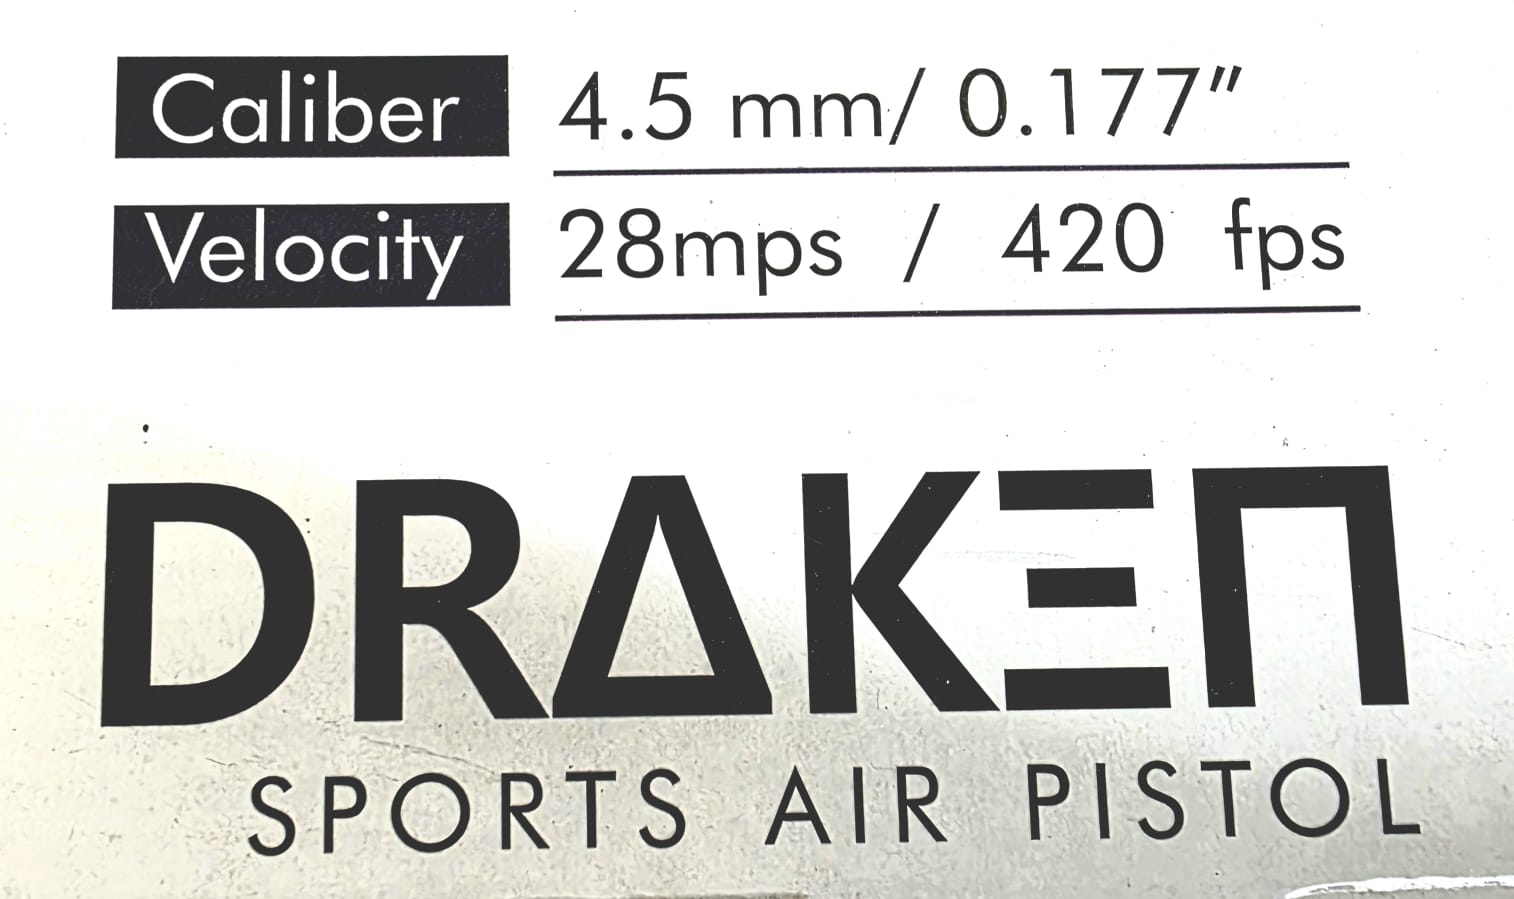 Caliber 4.5 mm/ 0.177"
Velocity 28mps / 420 fps
DRAKEN
SPORTS AIR PISTOL